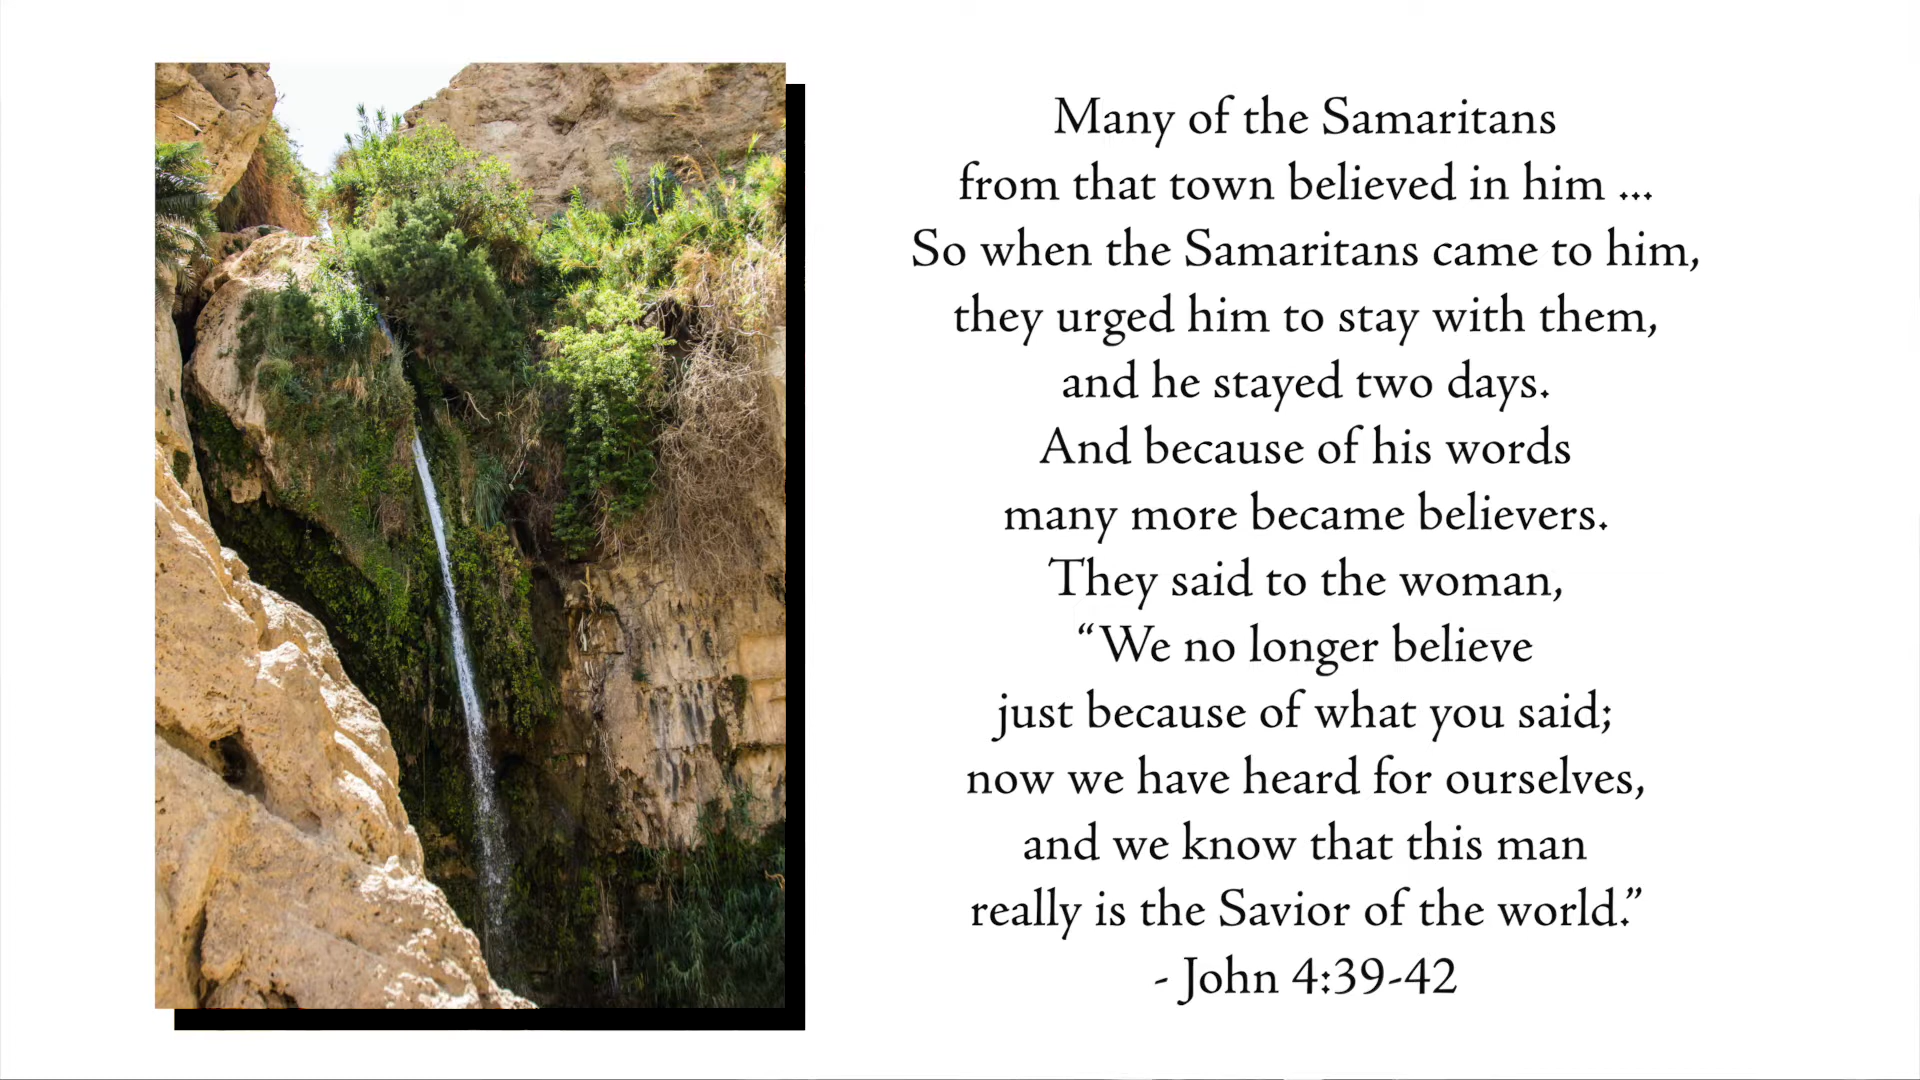 Many of the Samaritans
from that town believed in him ...
So when the Samaritans came to him,
they urged him to stay with them,
and he stayed two days.
And because of his words
many more became believers.
They said to the woman,
“We no longer believe
just because of what you said;
now we have heard for ourselves,
and we know that this man
really is the Savior of the world.”
- John 4:39-42